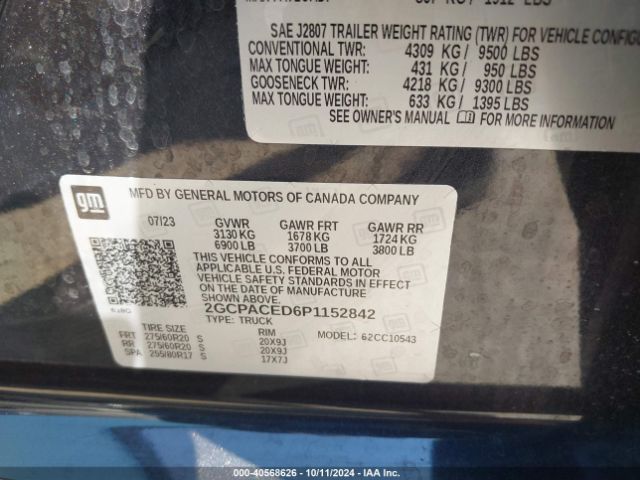 SAE J2807 TRAILER WEIGHT RATING (TWR) FOR VEHICLE CONFIGU
CONVENTIONAL TWR: 4309 KG / 9500 LBS
MAX TONGUE WEIGHT: 431 KG / 950 LBS
GOOSENECK TWR: 4218 KG / 9300 LBS
MAX TONGUE WEIGHT: 633 KG / 1395 LBS
SEE OWNER'S MANUAL FOR MORE INFORMATION
gm
MFD BY GENERAL MOTORS OF CANADA COMPANY
07/23 GVWR GAWR FRT GAWR RR
3130 KG 1678 KG 1724 KG
6900 LB 3700 LB 3800 LB
THIS VEHICLE CONFORMS TO ALL
APPLICABLE U.S. FEDERAL MOTOR
VEHICLE SAFETY STANDARDS IN EFFECT
ON THE DATE OF MANUFACTURE
SHOWN ABOVE
2GCPACED6P1152842
TYPE: TRUCK
MODEL: 62CC10543
TIRE SIZE RIM
FRT 275/60R20 S 20X9J
RR 275/60R20 S 20X9J
SPA 255/80R17 S 17X7J
00-40568626 - 10/11/2024 - IAA Inc.